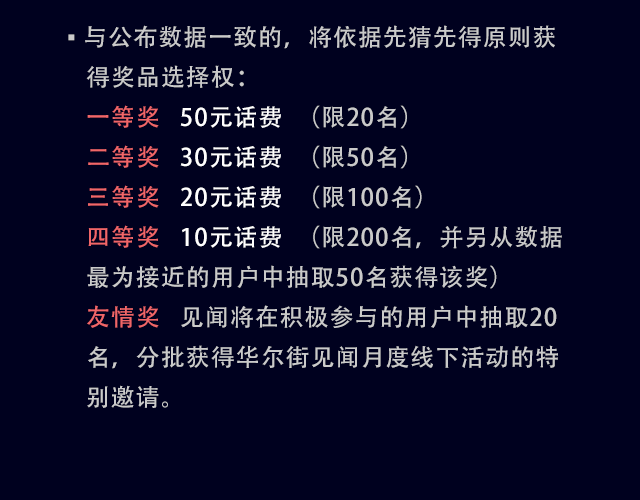 ▪ 与公布数据一致的，将依据先猜先得原则获
得奖品选择权：
一等奖 50元话费 （限20名）
二等奖 30元话费 （限50名）
三等奖 20元话费 （限100名）
四等奖 10元话费 （限200名，并另从数据
最为接近的用户中抽取50名获得该奖）
友情奖 见闻将在积极参与的用户中抽取20
名，分批获得华尔街见闻月度线下活动的特
别邀请。